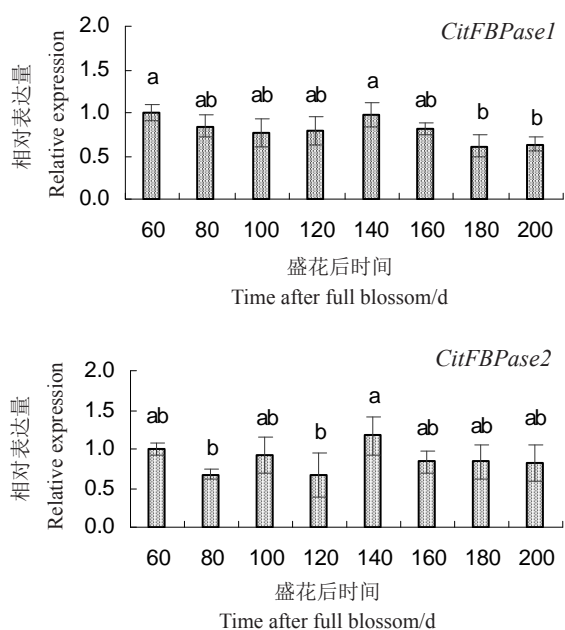 CitFBPase1
相对表达量
Relative expression
2.0
1.5
1.0
0.5
0.0
a ab ab ab a ab b b
60 80 100 120 140 160 180 200
盛花后时间
Time after full blossom/d
CitFBPase2
相对表达量
Relative expression
2.0
1.5
1.0
0.5
0.0
ab b ab b a ab ab ab
60 80 100 120 140 160 180 200
盛花后时间
Time after full blossom/d